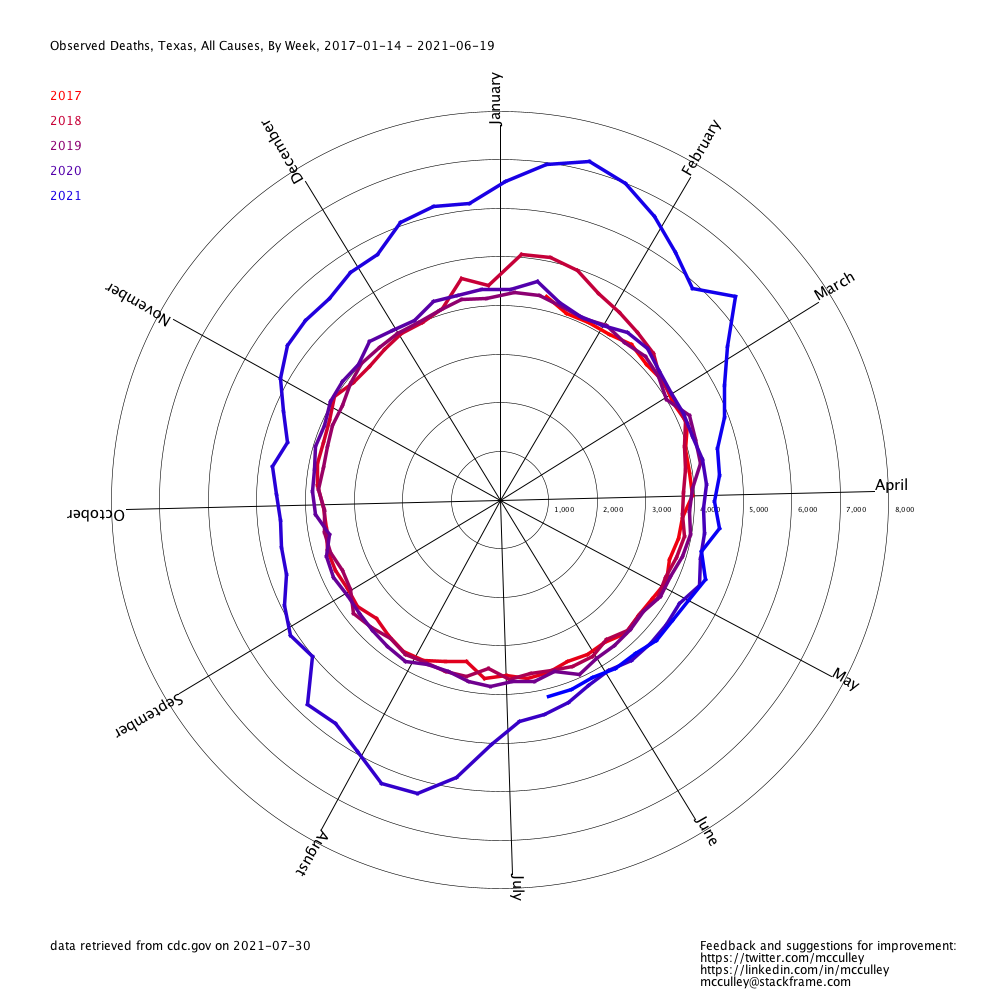 Observed Deaths, Texas, All Causes, By Week, 2017-01-14 - 2021-06-19
2017
2018
2019
2020
2021
January
February
March
April
May
June
July
August
September
October
November
December
1,000
2,000
3,000
4,000
5,000
6,000
7,000
8,000
data retrieved from cdc.gov on 2021-07-30
Feedback and suggestions for improvement:
https://twitter.com/mcculley
https://linkedin.com/in/mcculley
mcculley@stackframe.com